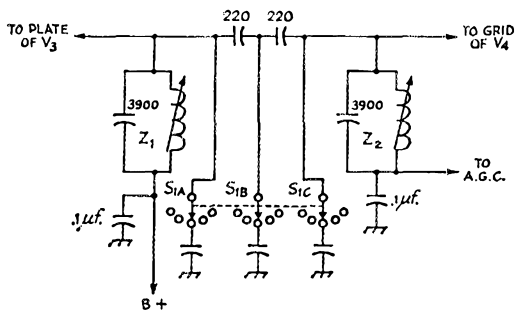 220 220
TO PLATE
OF V3
TO GRID
OF V4
3900
Z1
3900
Z2
S1A S1B S1C
TO
A.G.C.
.1μf.
.1μf.
B+